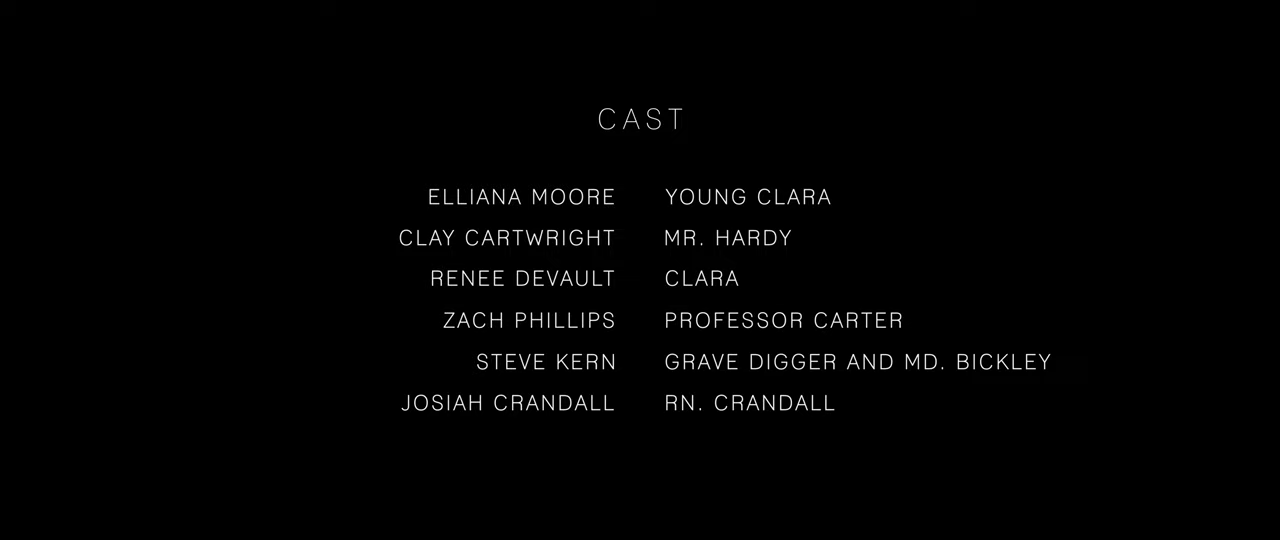 CAST
ELLIANA MOORE YOUNG CLARA
CLAY CARTWRIGHT MR. HARDY
RENEE DEVAULT CLARA
ZACH PHILLIPS PROFESSOR CARTER
STEVE KERN GRAVE DIGGER AND MD. BICKLEY
JOSIAH CRANDALL RN. CRANDALL